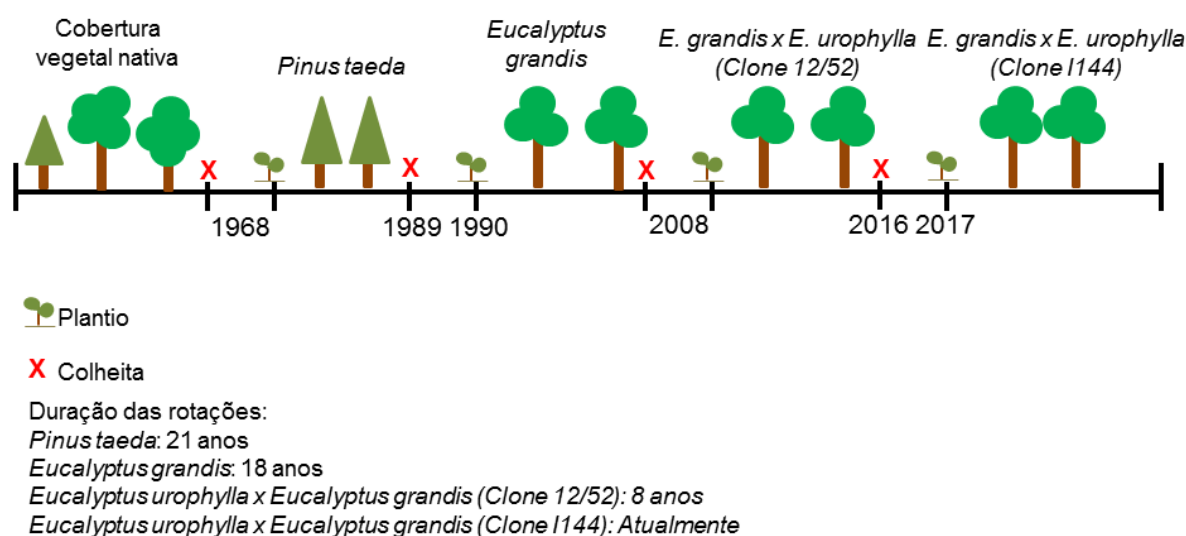 Cobertura
vegetal nativa
Pinus taeda
Eucalyptus
grandis
E. grandis x E. urophylla
(Clone 12/52)
E. grandis x E. urophylla
(Clone I144)
X X X X
1968 1989 1990 2008 2016 2017
Plantio
X Colheita
Duração das rotações:
Pinus taeda: 21 anos
Eucalyptus grandis: 18 anos
Eucalyptus urophylla x Eucalyptus grandis (Clone 12/52): 8 anos
Eucalyptus urophylla x Eucalyptus grandis (Clone I144): Atualmente